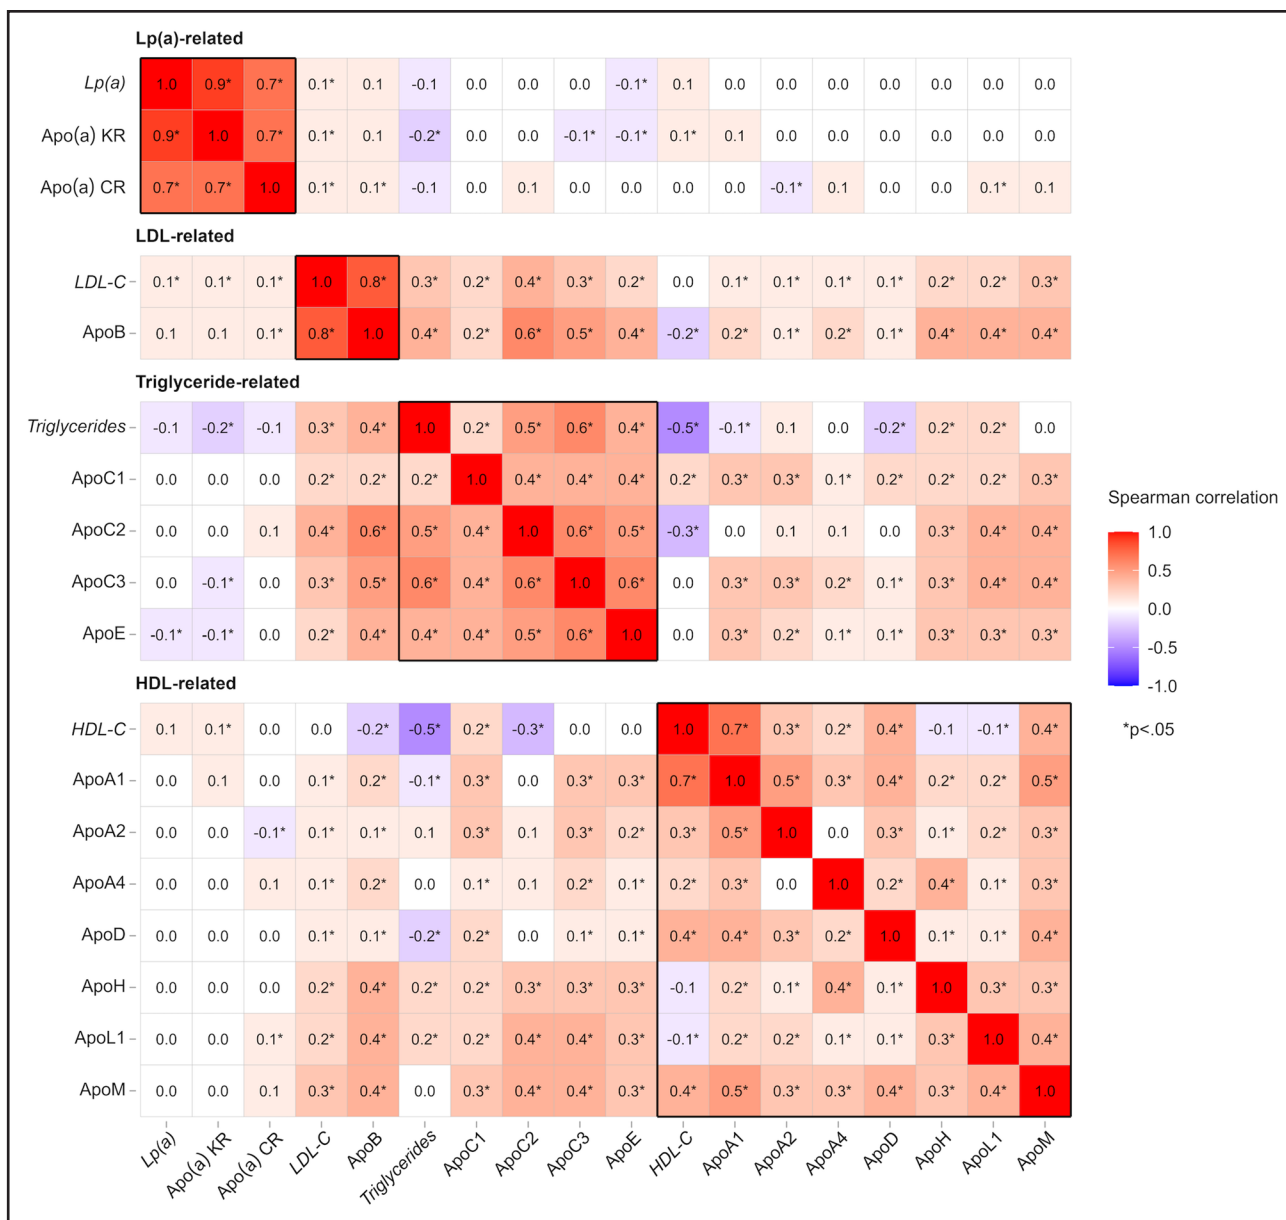 Lp(a)-related
Lp(a) 1.0 0.9* 0.7* 0.1* 0.1 -0.1 0.0 0.0 0.0 -0.1* 0.1 0.0 0.0 0.0 0.0 0.0 0.0 0.0
Apo(a) KR 0.9* 1.0 0.7* 0.1* 0.1 -0.2* 0.0 0.0 -0.1* -0.1* 0.1* 0.1 0.0 0.0 0.0 0.0 0.0 0.0
Apo(a) CR 0.7* 0.7* 1.0 0.1* 0.1* -0.1 0.0 0.1 0.0 0.0 0.0 0.0 -0.1* 0.1 0.0 0.0 0.1* 0.1
LDL-related
LDL-C 0.1* 0.1* 0.1* 1.0 0.8* 0.3* 0.2* 0.4* 0.3* 0.2* 0.0 0.1* 0.1* 0.1* 0.1* 0.2* 0.2* 0.3*
ApoB 0.1 0.1 0.1* 0.8* 1.0 0.4* 0.2* 0.6* 0.5* 0.4* -0.2* 0.2* 0.1* 0.2* 0.1* 0.4* 0.4* 0.4*
Triglyceride-related
Triglycerides -0.1 -0.2* -0.1 0.3* 0.4* 1.0 0.2* 0.5* 0.6* 0.4* -0.5* -0.1* 0.1 0.0 -0.2* 0.2* 0.2* 0.0
ApoC1 0.0 0.0 0.0 0.2* 0.2* 0.2* 1.0 0.4* 0.4* 0.4* 0.2* 0.3* 0.3* 0.1* 0.2* 0.2* 0.2* 0.3*
ApoC2 0.0 0.0 0.1 0.4* 0.6* 0.5* 0.4* 1.0 0.6* 0.5* -0.3* 0.0 0.1 0.1 0.0 0.3* 0.4* 0.4*
ApoC3 0.0 -0.1* 0.0 0.3* 0.5* 0.6* 0.4* 0.6* 1.0 0.6* 0.0 0.3* 0.3* 0.2* 0.1* 0.3* 0.4* 0.4*
ApoE -0.1* -0.1* 0.0 0.2* 0.4* 0.4* 0.4* 0.5* 0.6* 1.0 0.0 0.3* 0.2* 0.1* 0.1* 0.3* 0.3* 0.3*
HDL-related
HDL-C 0.1 0.1* 0.0 0.0 -0.2* -0.5* 0.2* -0.3* 0.0 0.0 1.0 0.7* 0.3* 0.2* 0.4* -0.1 -0.1* 0.4*
ApoA1 0.0 0.1 0.0 0.1* 0.2* -0.1* 0.3* 0.0 0.3* 0.3* 0.7* 1.0 0.5* 0.3* 0.4* 0.2* 0.2* 0.5*
ApoA2 0.0 0.0 -0.1* 0.1* 0.1* 0.1 0.3* 0.1 0.3* 0.2* 0.3* 0.5* 1.0 0.0 0.3* 0.1* 0.2* 0.3*
ApoA4 0.0 0.0 0.1 0.1* 0.2* 0.0 0.1* 0.1 0.2* 0.1* 0.2* 0.3* 0.0 1.0 0.2* 0.4* 0.1* 0.3*
ApoD 0.0 0.0 0.0 0.1* 0.1* -0.2* 0.2* 0.0 0.1* 0.1* 0.4* 0.4* 0.3* 0.2* 1.0 0.1* 0.1* 0.4*
ApoH 0.0 0.0 0.0 0.2* 0.4* 0.2* 0.2* 0.3* 0.3* 0.3* -0.1 0.2* 0.1* 0.4* 0.1* 1.0 0.3* 0.3*
ApoL1 0.0 0.0 0.1* 0.2* 0.4* 0.2* 0.2* 0.4* 0.4* 0.3* -0.1* 0.2* 0.2* 0.1* 0.1* 0.3* 1.0 0.4*
ApoM 0.0 0.0 0.1 0.3* 0.4* 0.0 0.3* 0.4* 0.4* 0.3* 0.4* 0.5* 0.3* 0.3* 0.4* 0.3* 0.4* 1.0
Lp(a) Apo(a) KR Apo(a) CR LDL-C ApoB Triglycerides ApoC1 ApoC2 ApoC3 ApoE HDL-C ApoA1 ApoA2 ApoA4 ApoD ApoH ApoL1 ApoM
Spearman correlation
1.0
0.5
0.0
-0.5
-1.0
*p<.05